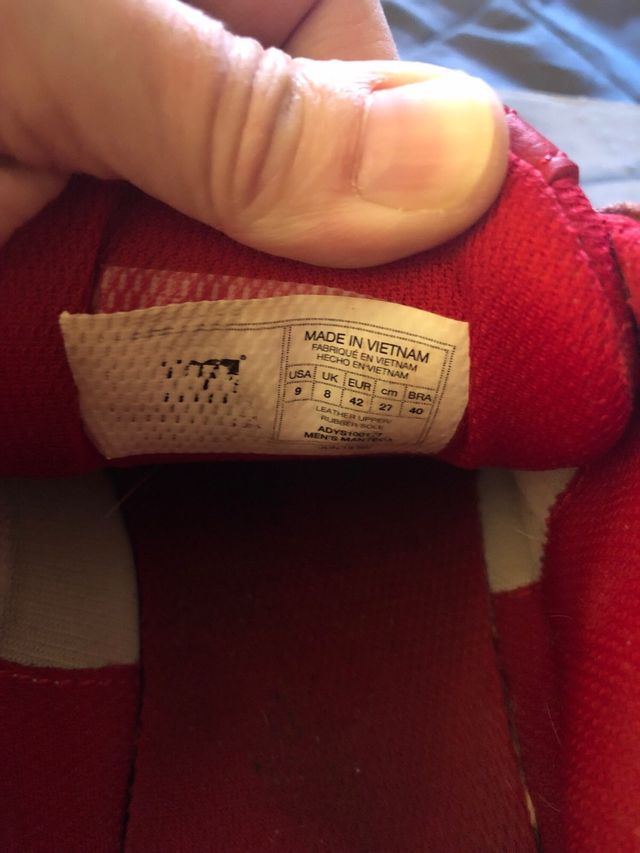 MADE IN VIETNAM
FABRIQUÉ EN VIETNAM
HECHO EN VIETNAM
USA UK EUR cm BRA
9 8 42 27 40
LEATHER UPPER
RUBBER SOLE
MEN'S MANTECA